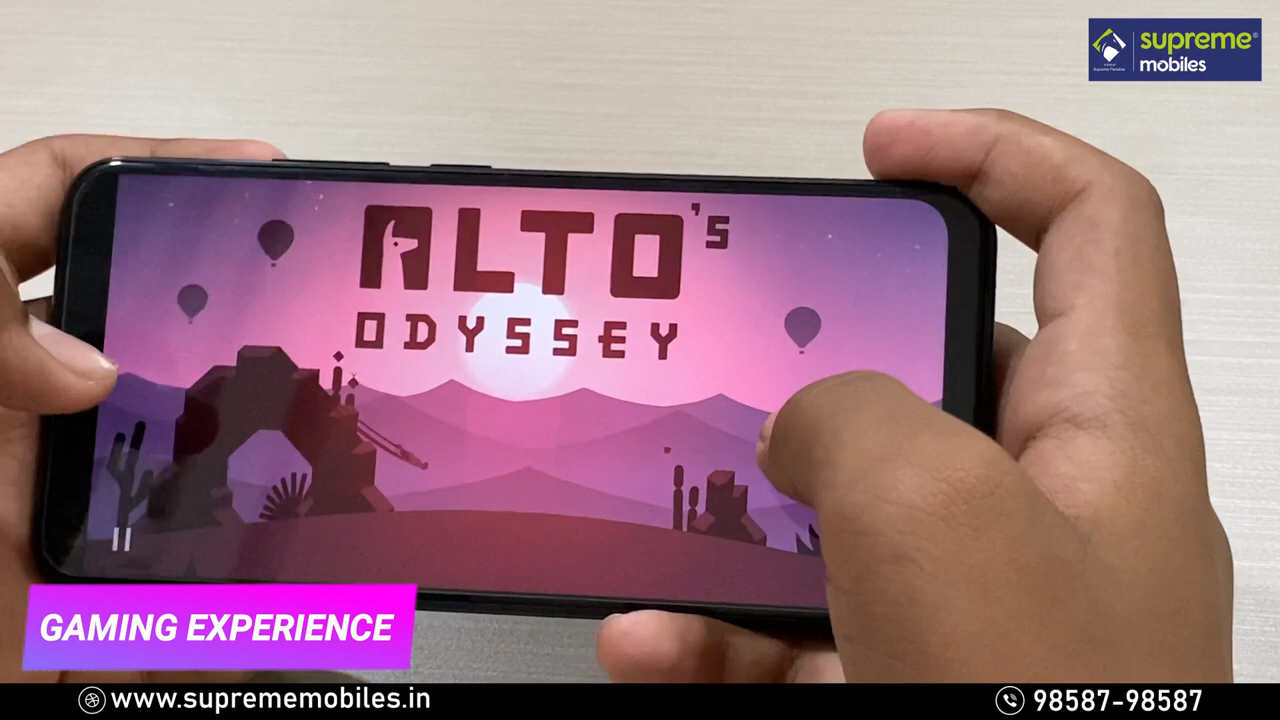 supreme©
mobiles
ALTO's
ODYSSEY
GAMING EXPERIENCE
www.suprememobiles.in
98587-98587